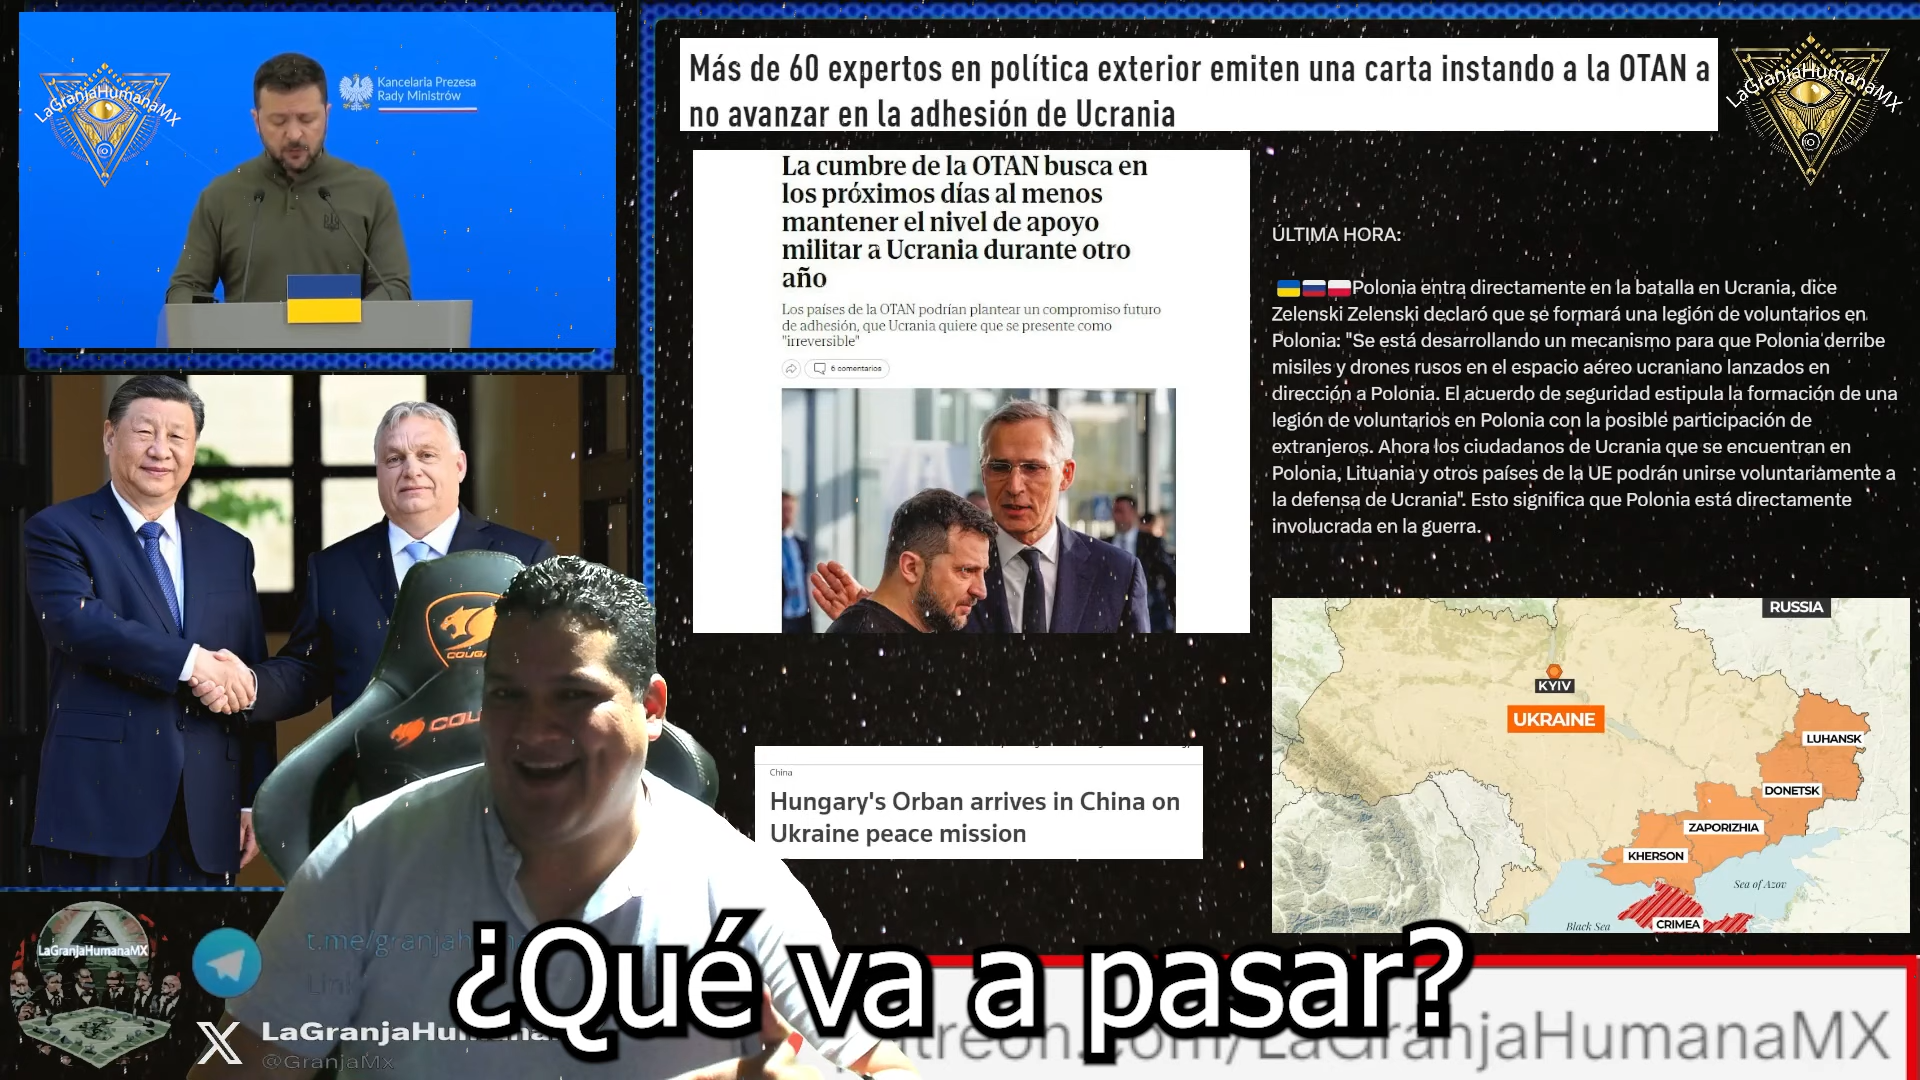 LaGranjaHumanaMX
Kancelaria Prezesa
Rady Ministrów
Más de 60 expertos en política exterior emiten una carta instando a la OTAN a
no avanzar en la adhesión de Ucrania
LaGranjaHumanaMX
La cumbre de la OTAN busca en
los próximos días al menos
mantener el nivel de apoyo
militar a Ucrania durante otro
año
Los países de la OTAN podrían plantear un compromiso futuro
de adhesión, que Ucrania quiere que se presente como
"irreversible"
6 comentarios
ÚLTIMA HORA:
Polonia entra directamente en la batalla en Ucrania, dice
Zelenski Zelenski declaró que se formará una legión de voluntarios en
Polonia: "Se está desarrollando un mecanismo para que Polonia derribe
misiles y drones rusos en el espacio aéreo ucraniano lanzados en
dirección a Polonia. El acuerdo de seguridad estipula la formación de una
legión de voluntarios en Polonia con la posible participación de
extranjeros. Ahora los ciudadanos de Ucrania que se encuentran en
Polonia, Lituania y otros países de la UE podrán unirse voluntariamente a
la defensa de Ucrania". Esto significa que Polonia está directamente
involucrada en la guerra.
RUSSIA
KYIV
UKRAINE
LUHANSK
DONETSK
ZAPORIZHIA
KHERSON
Sea of Azov
Black Sea
CRIMEA
China
Hungary's Orban arrives in China on
Ukraine peace mission
LaGranjaHumanaMX
¿Qué va a pasar?
@GranjaMx